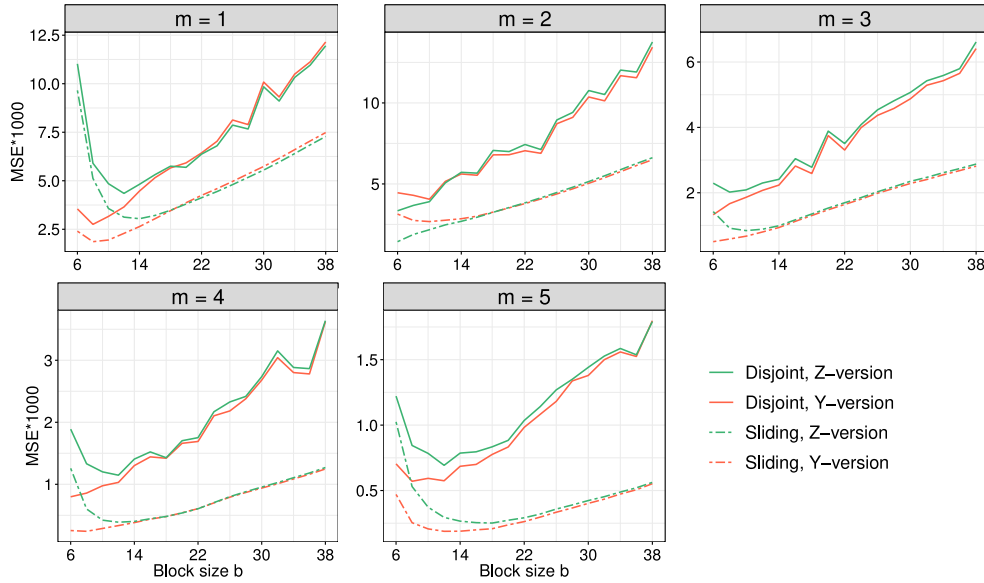 m = 1
m = 2
m = 3
12.5
10.0
7.5
5.0
2.5
MSE*1000
6 14 22 30 38
10
5
6 14 22 30 38
6
4
2
6 14 22 30 38
m = 4
m = 5
3
2
1
MSE*1000
6 14 22 30 38
Block size b
1.5
1.0
0.5
6 14 22 30 38
Block size b
Disjoint, Z−version
Disjoint, Y−version
Sliding, Z−version
Sliding, Y−version